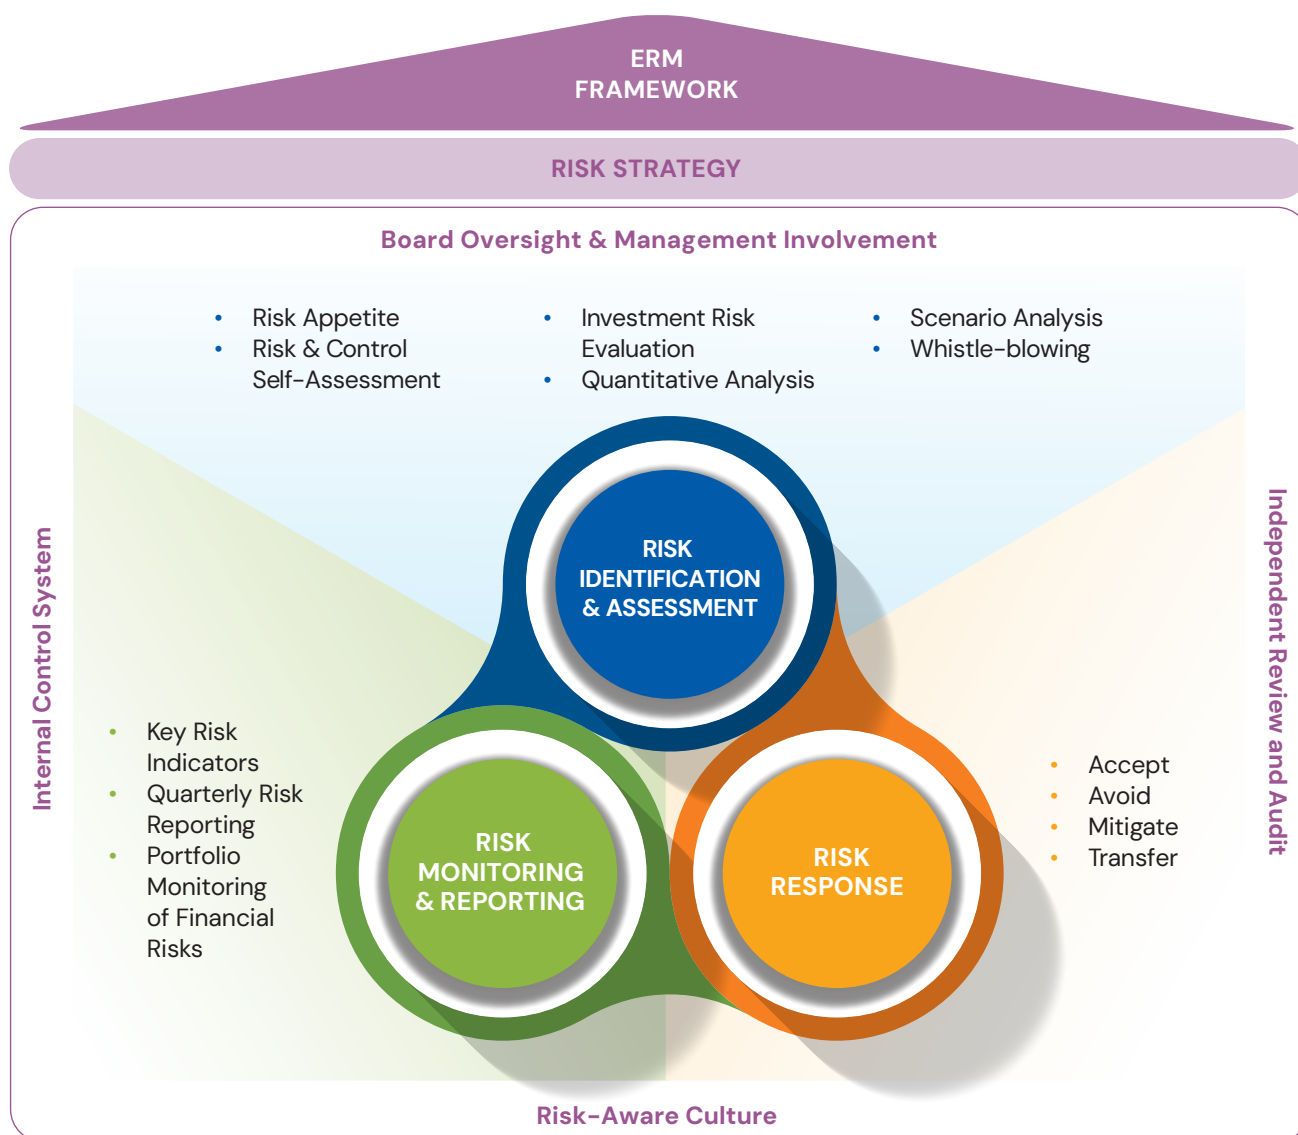 ERM
FRAMEWORK
RISK STRATEGY
Board Oversight & Management Involvement
• Risk Appetite
• Risk & Control
Self-Assessment
• Investment Risk
Evaluation
• Quantitative Analysis
• Scenario Analysis
• Whistle-blowing
RISK
IDENTIFICATION
& ASSESSMENT
Internal Control System
Independent Review and Audit
• Key Risk
Indicators
• Quarterly Risk
Reporting
• Portfolio
Monitoring
of Financial
Risks
RISK
MONITORING
& REPORTING
RISK
RESPONSE
• Accept
• Avoid
• Mitigate
• Transfer
Risk-Aware Culture